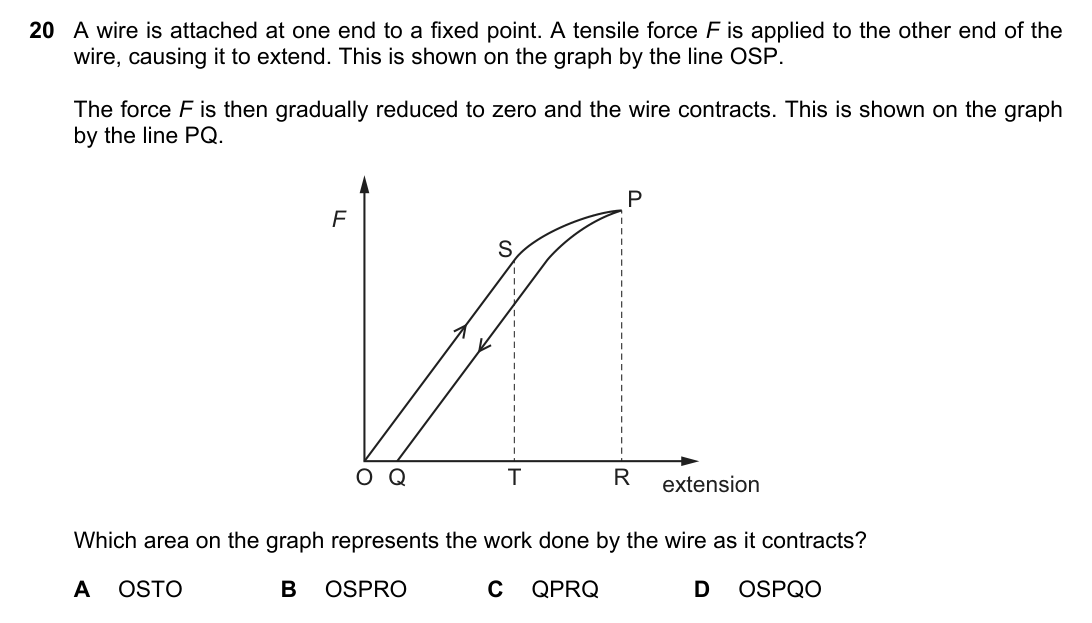 20 A wire is attached at one end to a fixed point. A tensile force F is applied to the other end of the
wire, causing it to extend. This is shown on the graph by the line OSP.
The force F is then gradually reduced to zero and the wire contracts. This is shown on the graph
by the line PQ.
P
F
S
O Q T R
extension
Which area on the graph represents the work done by the wire as it contracts?
A OSTO B OSPRO C QPRQ D OSPQO